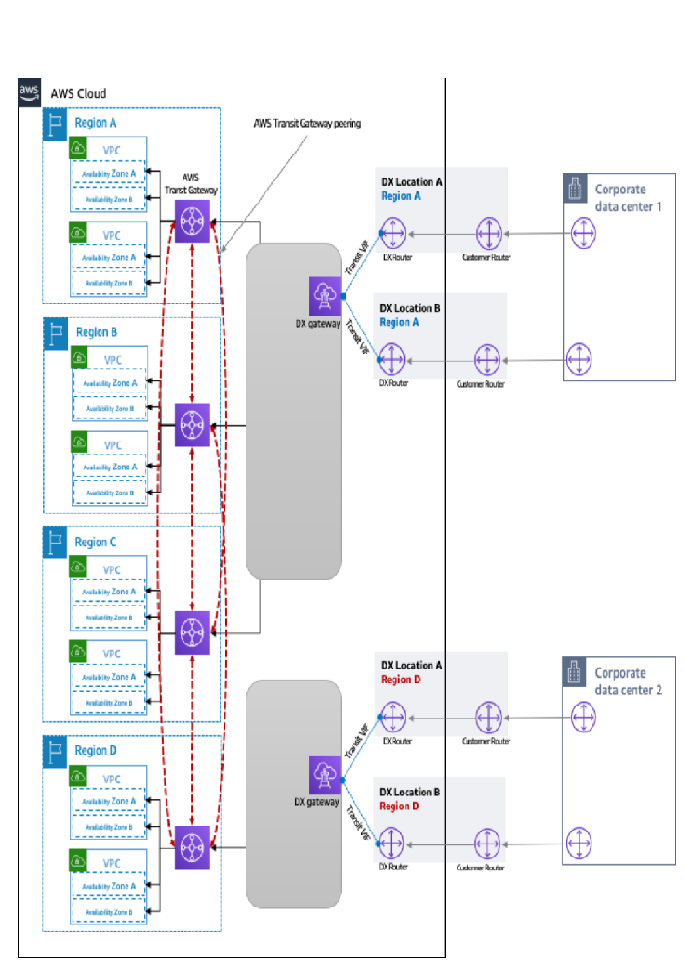 aws
AWS Cloud
AWS Transit Gateway peering
Region A
VPC
Availability Zone A
Availability Zone B
VPC
Availability Zone A
Availability Zone B
AWS
Transt Gateway
DX Location A
Region A
DX Router
Customer Router
Corporate
data center 1
Transit VIF
DX gateway
Transit VIF
DX Location B
Region A
DX Router
Customer Router
Region B
VPC
Availability Zone A
Availability Zone B
VPC
Availability Zone A
Availability Zone B
Region C
VPC
Availability Zone A
Availability Zone B
VPC
Availability Zone A
Availability Zone B
DX Location A
Region D
DX Router
Customer Router
Corporate
data center 2
Transit VIF
DX gateway
Transit VIF
DX Location B
Region D
DX Router
Customer Router
Region D
VPC
Availability Zone A
Availability Zone B
VPC
Availability Zone A
Availability Zone B